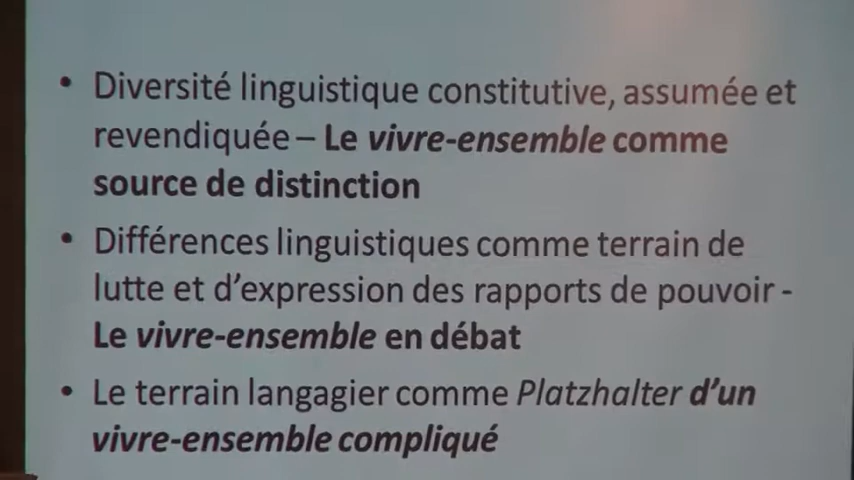 • Diversité linguistique constitutive, assumée et
revendiquée – Le vivre-ensemble comme
source de distinction
• Différences linguistiques comme terrain de
lutte et d’expression des rapports de pouvoir -
Le vivre-ensemble en débat
• Le terrain langagier comme Platzhalter d’un
vivre-ensemble compliqué